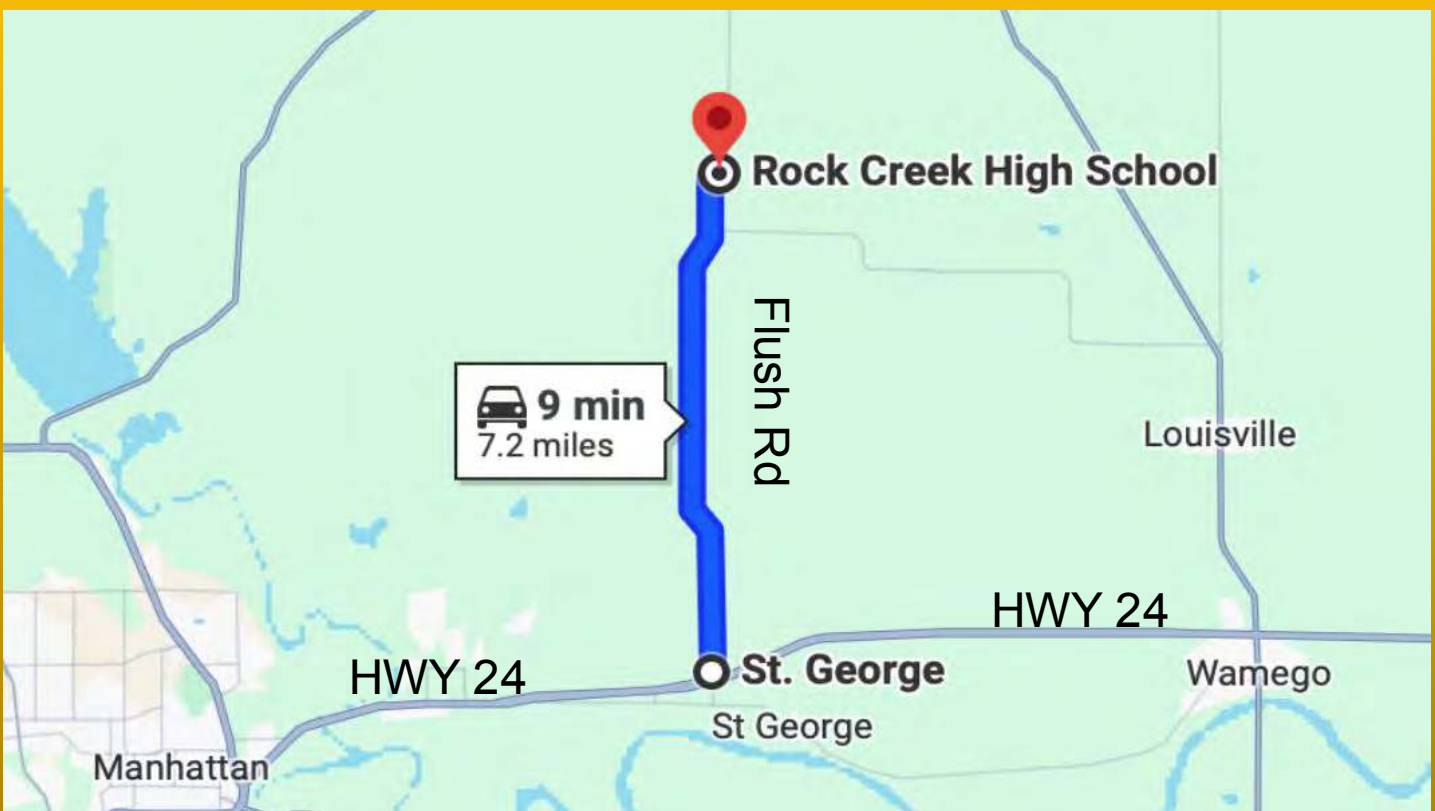 Rock Creek High School
Flush Rd
9 min
7.2 miles
Louisville
HWY 24
HWY 24
St. George
Wamego
St George
Manhattan